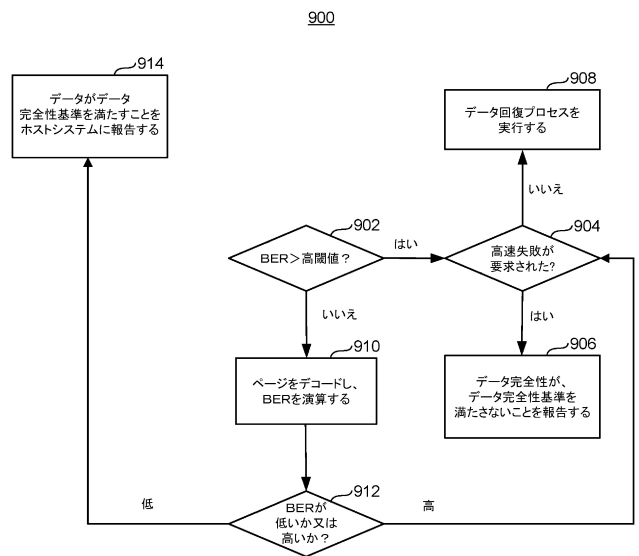 900
914
データがデータ
完全性基準を満たすことを
ホストシステムに報告する
908
データ回復プロセスを
実行する
いいえ
902
BER＞高閾値？
はい
904
高速失敗が
要求された?
いいえ
はい
910
ページをデコードし、
BERを演算する
906
データ完全性が、
データ完全性基準を
満たさないことを報告する
912
BERが
低いか又は
高いか？
低
高